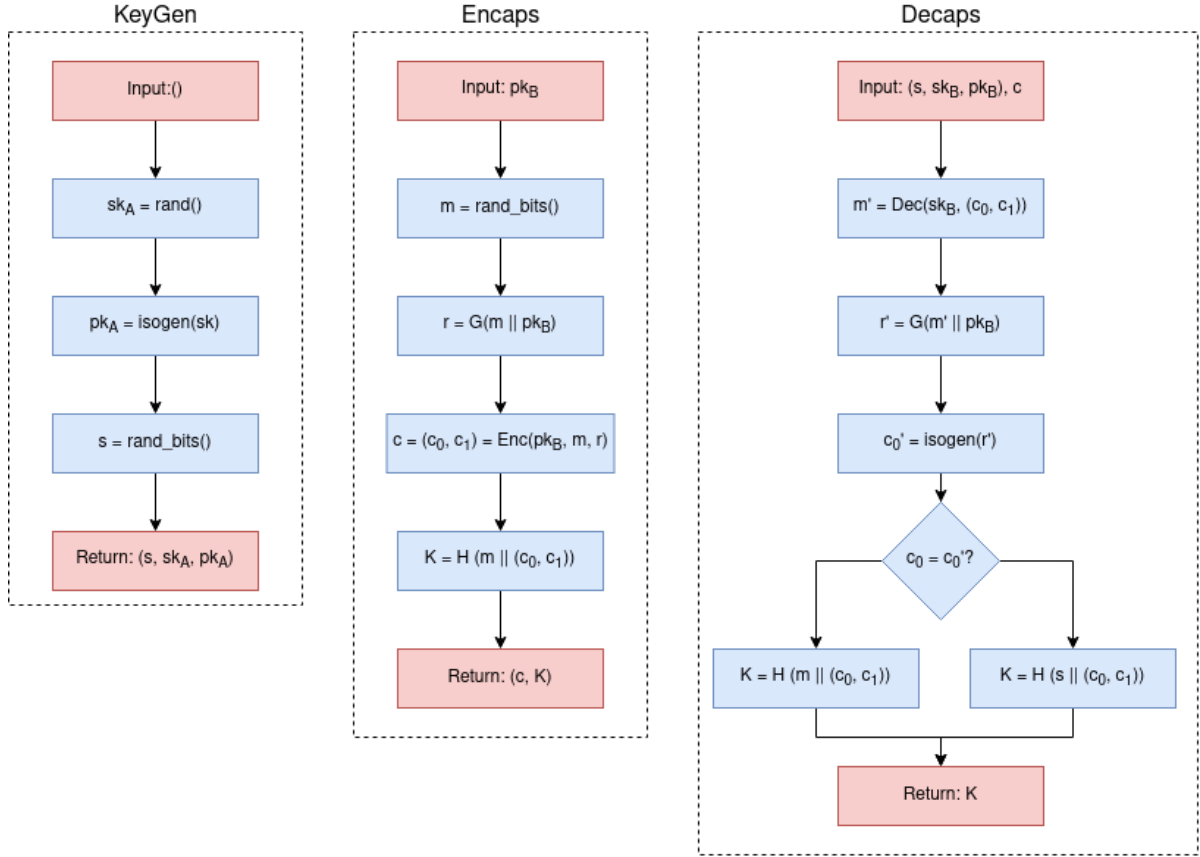 KeyGen
Input:()
sk_A = rand()
pk_A = isogen(sk)
s = rand_bits()
Return: (s, sk_A, pk_A)
Encaps
Input: pk_B
m = rand_bits()
r = G(m || pk_B)
c = (c_0, c_1) = Enc(pk_B, m, r)
K = H (m || (c_0, c_1))
Return: (c, K)
Decaps
Input: (s, sk_B, pk_B), c
m' = Dec(sk_B, (c_0, c_1))
r' = G(m' || pk_B)
c_0' = isogen(r')
c_0 = c_0'?
K = H (m || (c_0, c_1))
K = H (s || (c_0, c_1))
Return: K